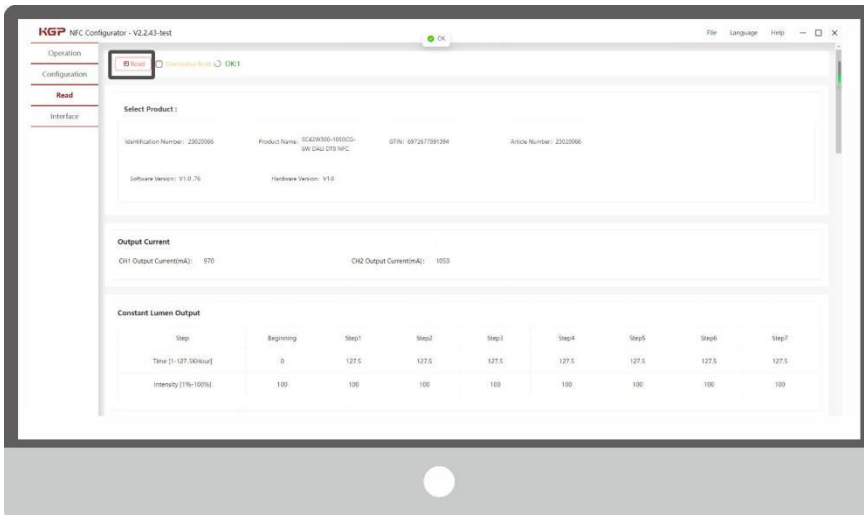 KGP NFC Configurator - V2.2.43-test
OK
File Language Help
Operation
Configuration
Read
Interface
Read Continuous Read OK:1
Select Product :
Identification Number: 23020066
Product Name: SC42W300-1050CG-6W DALI DT8 NFC
GTIN: 6972677091394
Article Number: 23020066
Software Version: V1.0-76
Hardware Version: V1.0
Output Current
CH1 Output Current(mA): 970
CH2 Output Current(mA): 1050
Constant Lumen Output
Step Beginning Step1 Step2 Step3 Step4 Step5 Step6 Step7
Time [1-127.5KHour] 0 127.5 127.5 127.5 127.5 127.5 127.5 127.5
Intensity [1%-100%] 100 100 100 100 100 100 100 100